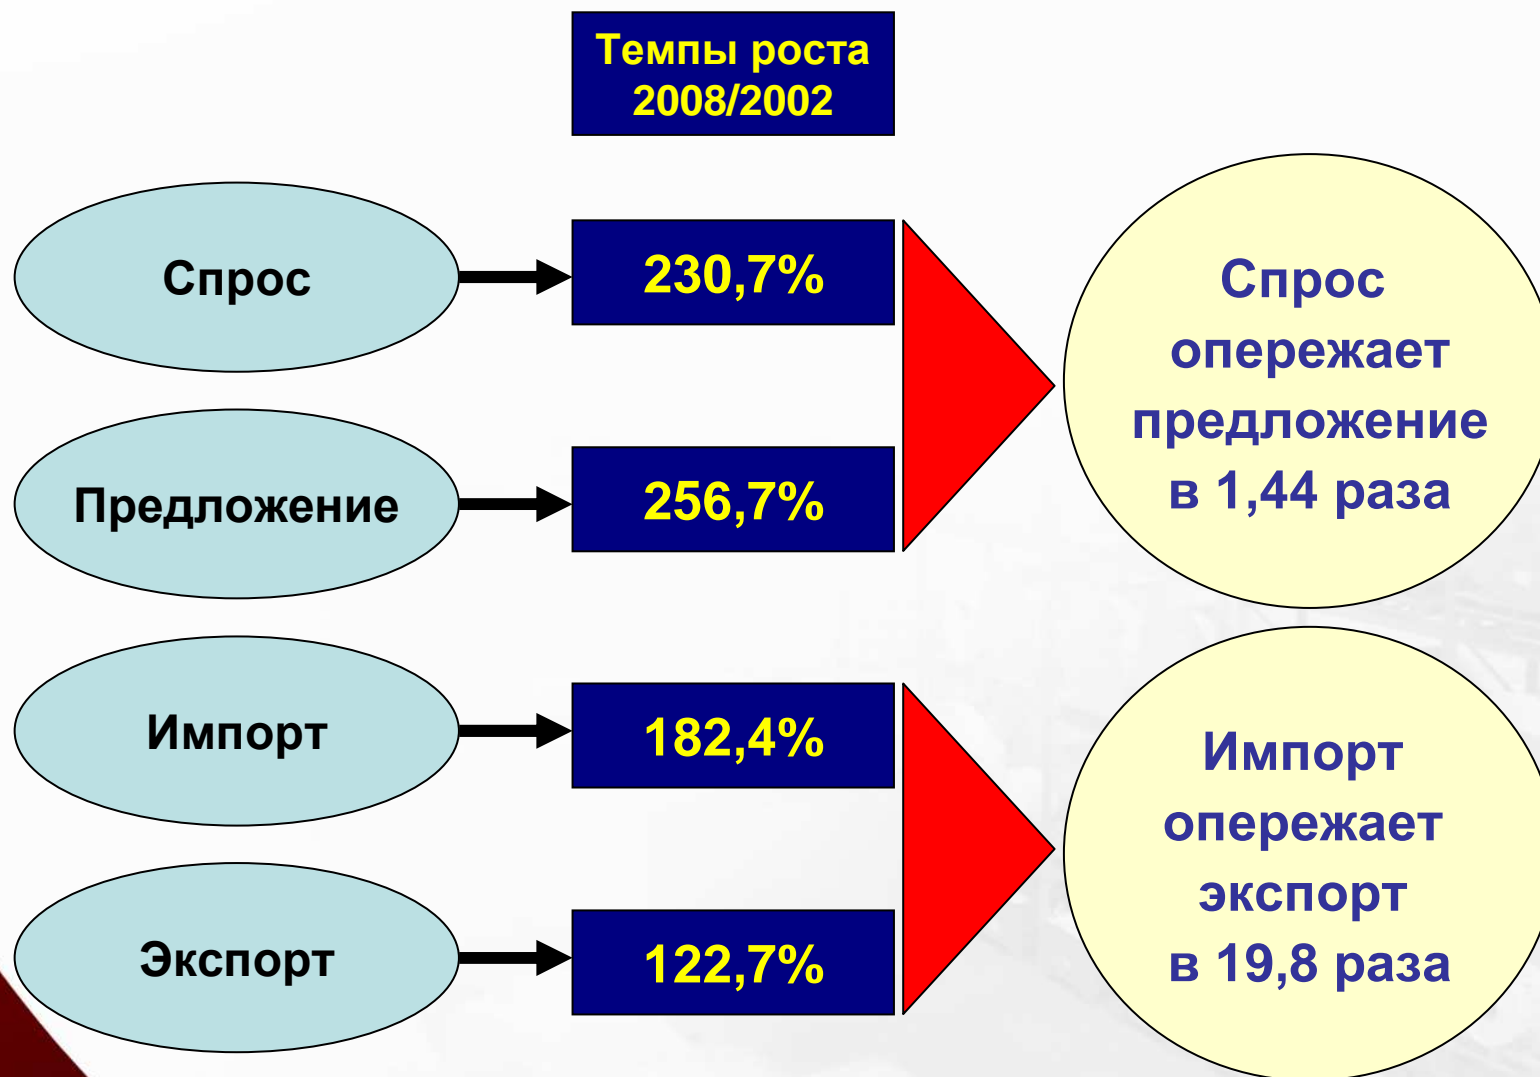 Темпы роста
2008/2002
Спрос
230,7%
Предложение
256,7%
Спрос
опережает
предложение
в 1,44 раза
Импорт
182,4%
Экспорт
122,7%
Импорт
опережает
экспорт
в 19,8 раза